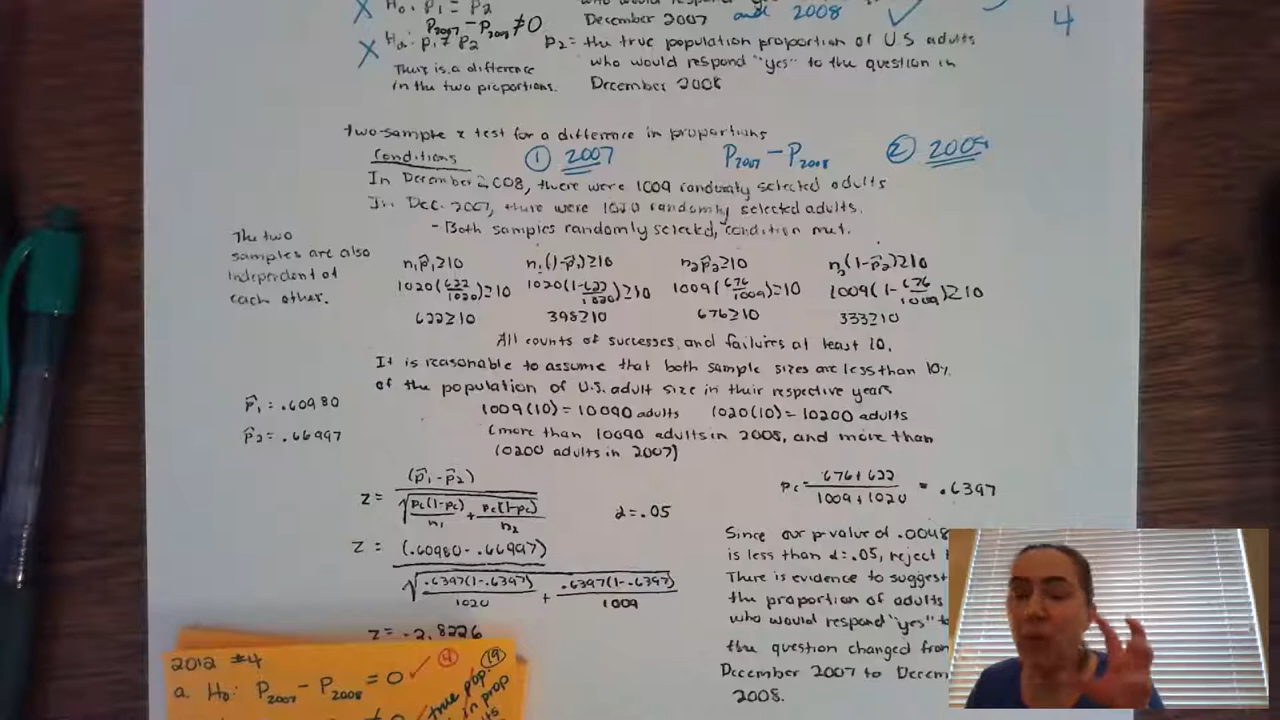 X H₀: p₁ = p₂
P₂₀₀₇ - P₂₀₀₈ ≠ 0
X Hₐ: p₁ ≠ p₂
There is a difference
in the two proportions.
who would respond
December 2007 and 2008 ✓
4
p₂ = the true population proportion of U.S adults
who would respond "yes" to the question in
December 2008
two-sample z test for a difference in proportions
Conditions ① 2007 P₂₀₀₇ - P₂₀₀₈ ② 2008
In December 2008, there were 1009 randomly selected adults
In Dec. 2007, there were 1020 randomly selected adults.
- Both samples randomly selected, condition met.
The two
samples are also
independent of
each other.
n₁p̂₁≥10 n₁(1-p̂₁)≥10 n₂p̂₂≥10 n₂(1-p̂₂)≥10
1020(622/1020)≥10 1020(1-622/1020)≥10 1009(676/1009)≥10 1009(1-676/1009)≥10
622≥10 398≥10 676≥10 333≥10
All counts of successes and failures at least 10.
It is reasonable to assume that both sample sizes are less than 10%
of the population of U.S. adult size in their respective years
1009(10) = 10090 adults 1020(10) = 10200 adults
(more than 10090 adults in 2008, and more than
10200 adults in 2007)
p̂₁ = .60980
p̂₂ = .66997
z = (p̂₁-p̂₂) / √(pc(1-pc)/n₁ + pc(1-pc)/n₂)
α = .05
pc = 676+622 / 1009+1020 = .6397
z = (.60980-.66997) / √(.6397(1-.6397)/1020 + .6397(1-.6397)/1009)
z = -2.8226
Since our p-value of .0048
is less than α = .05, reject
There is evidence to suggest
the proportion of adults
who would respond "yes" to
the question changed from
December 2007 to Decem
2008.
2012 #4 ④ ⑲
a. H₀: P₂₀₀₇ - P₂₀₀₈ = 0 ✓
≠ 0
true pop.
in prop